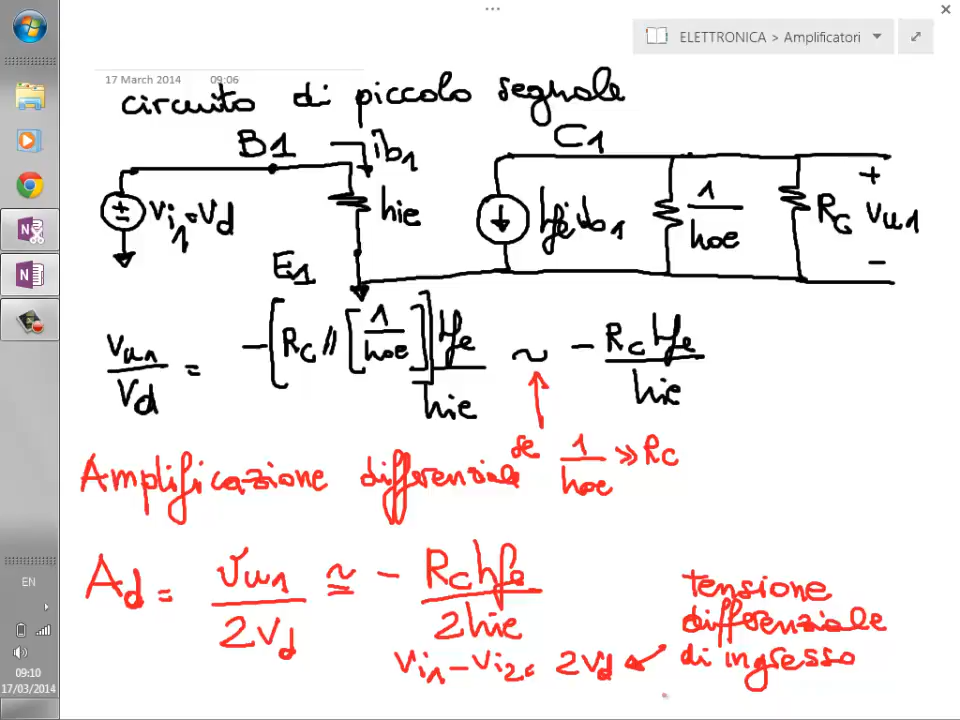 ELETTRONICA > Amplificatori
17 March 2014 09:06
circuito di piccolo segnale
B1 ib1 C1
Vi1=Vd hie hfe ib1 1/hoe RC Vu1
+
−
E1
Vu1/Vd = −[RC // [1/hoe]] hfe/hie ~ − RC hfe/hie
se 1/hoe >> RC
Amplificazione differenziale
Ad = Vu1/2Vd ≅ − RC hfe/2hie
tensione
differenziale
di ingresso
Vi1−Vi2= 2Vd
EN
09:10
17/03/2014